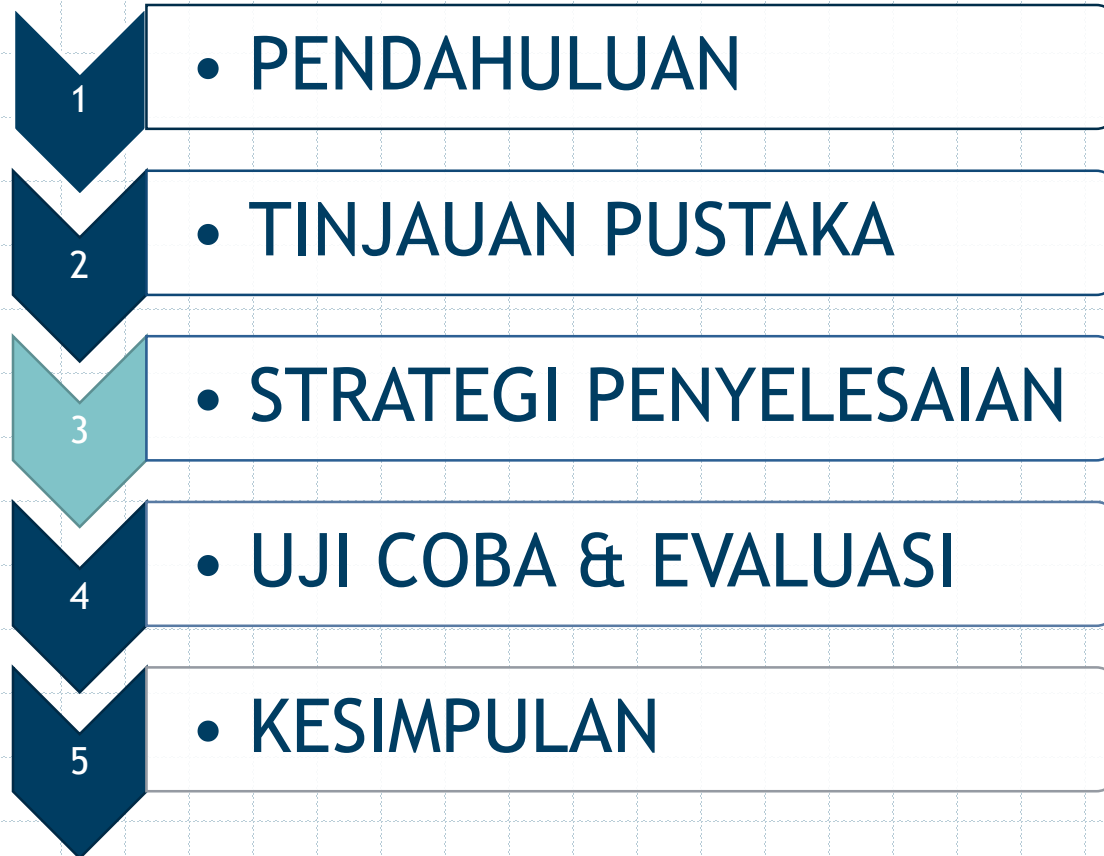 1
• PENDAHULUAN
2
• TINJAUAN PUSTAKA
3
• STRATEGI PENYELESAIAN
4
• UJI COBA & EVALUASI
5
• KESIMPULAN